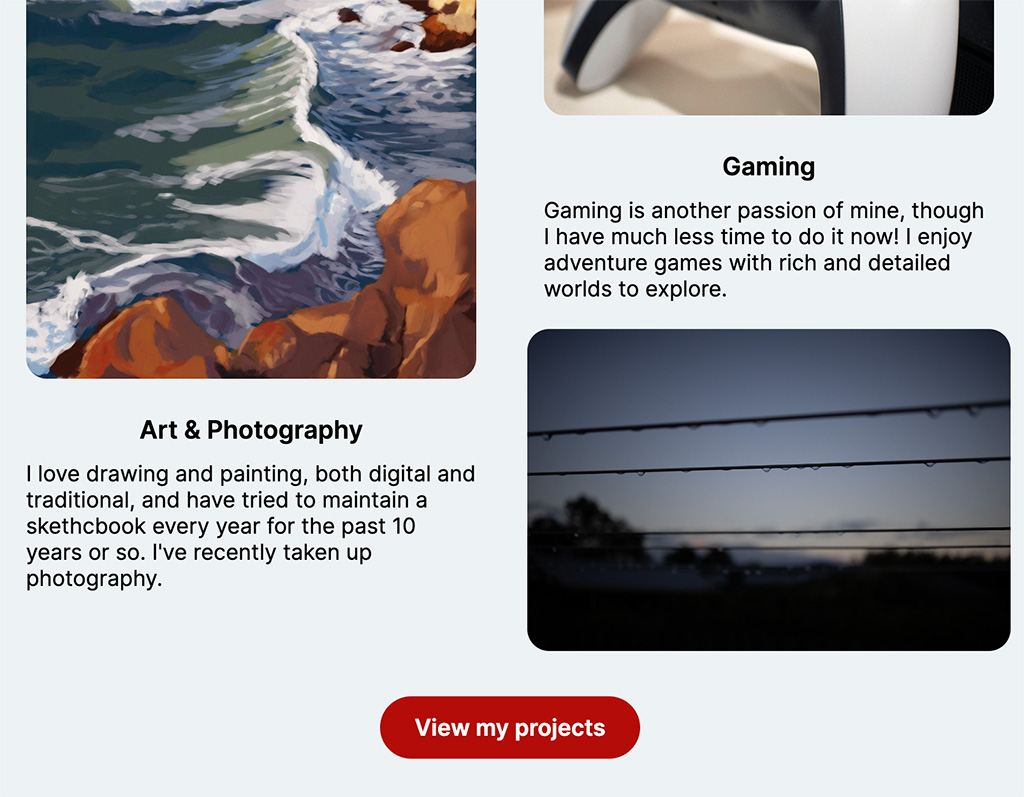 Gaming
Gaming is another passion of mine, though
I have much less time to do it now! I enjoy
adventure games with rich and detailed
worlds to explore.
Art & Photography
I love drawing and painting, both digital and
traditional, and have tried to maintain a
skethcbook every year for the past 10
years or so. I've recently taken up
photography.
View my projects